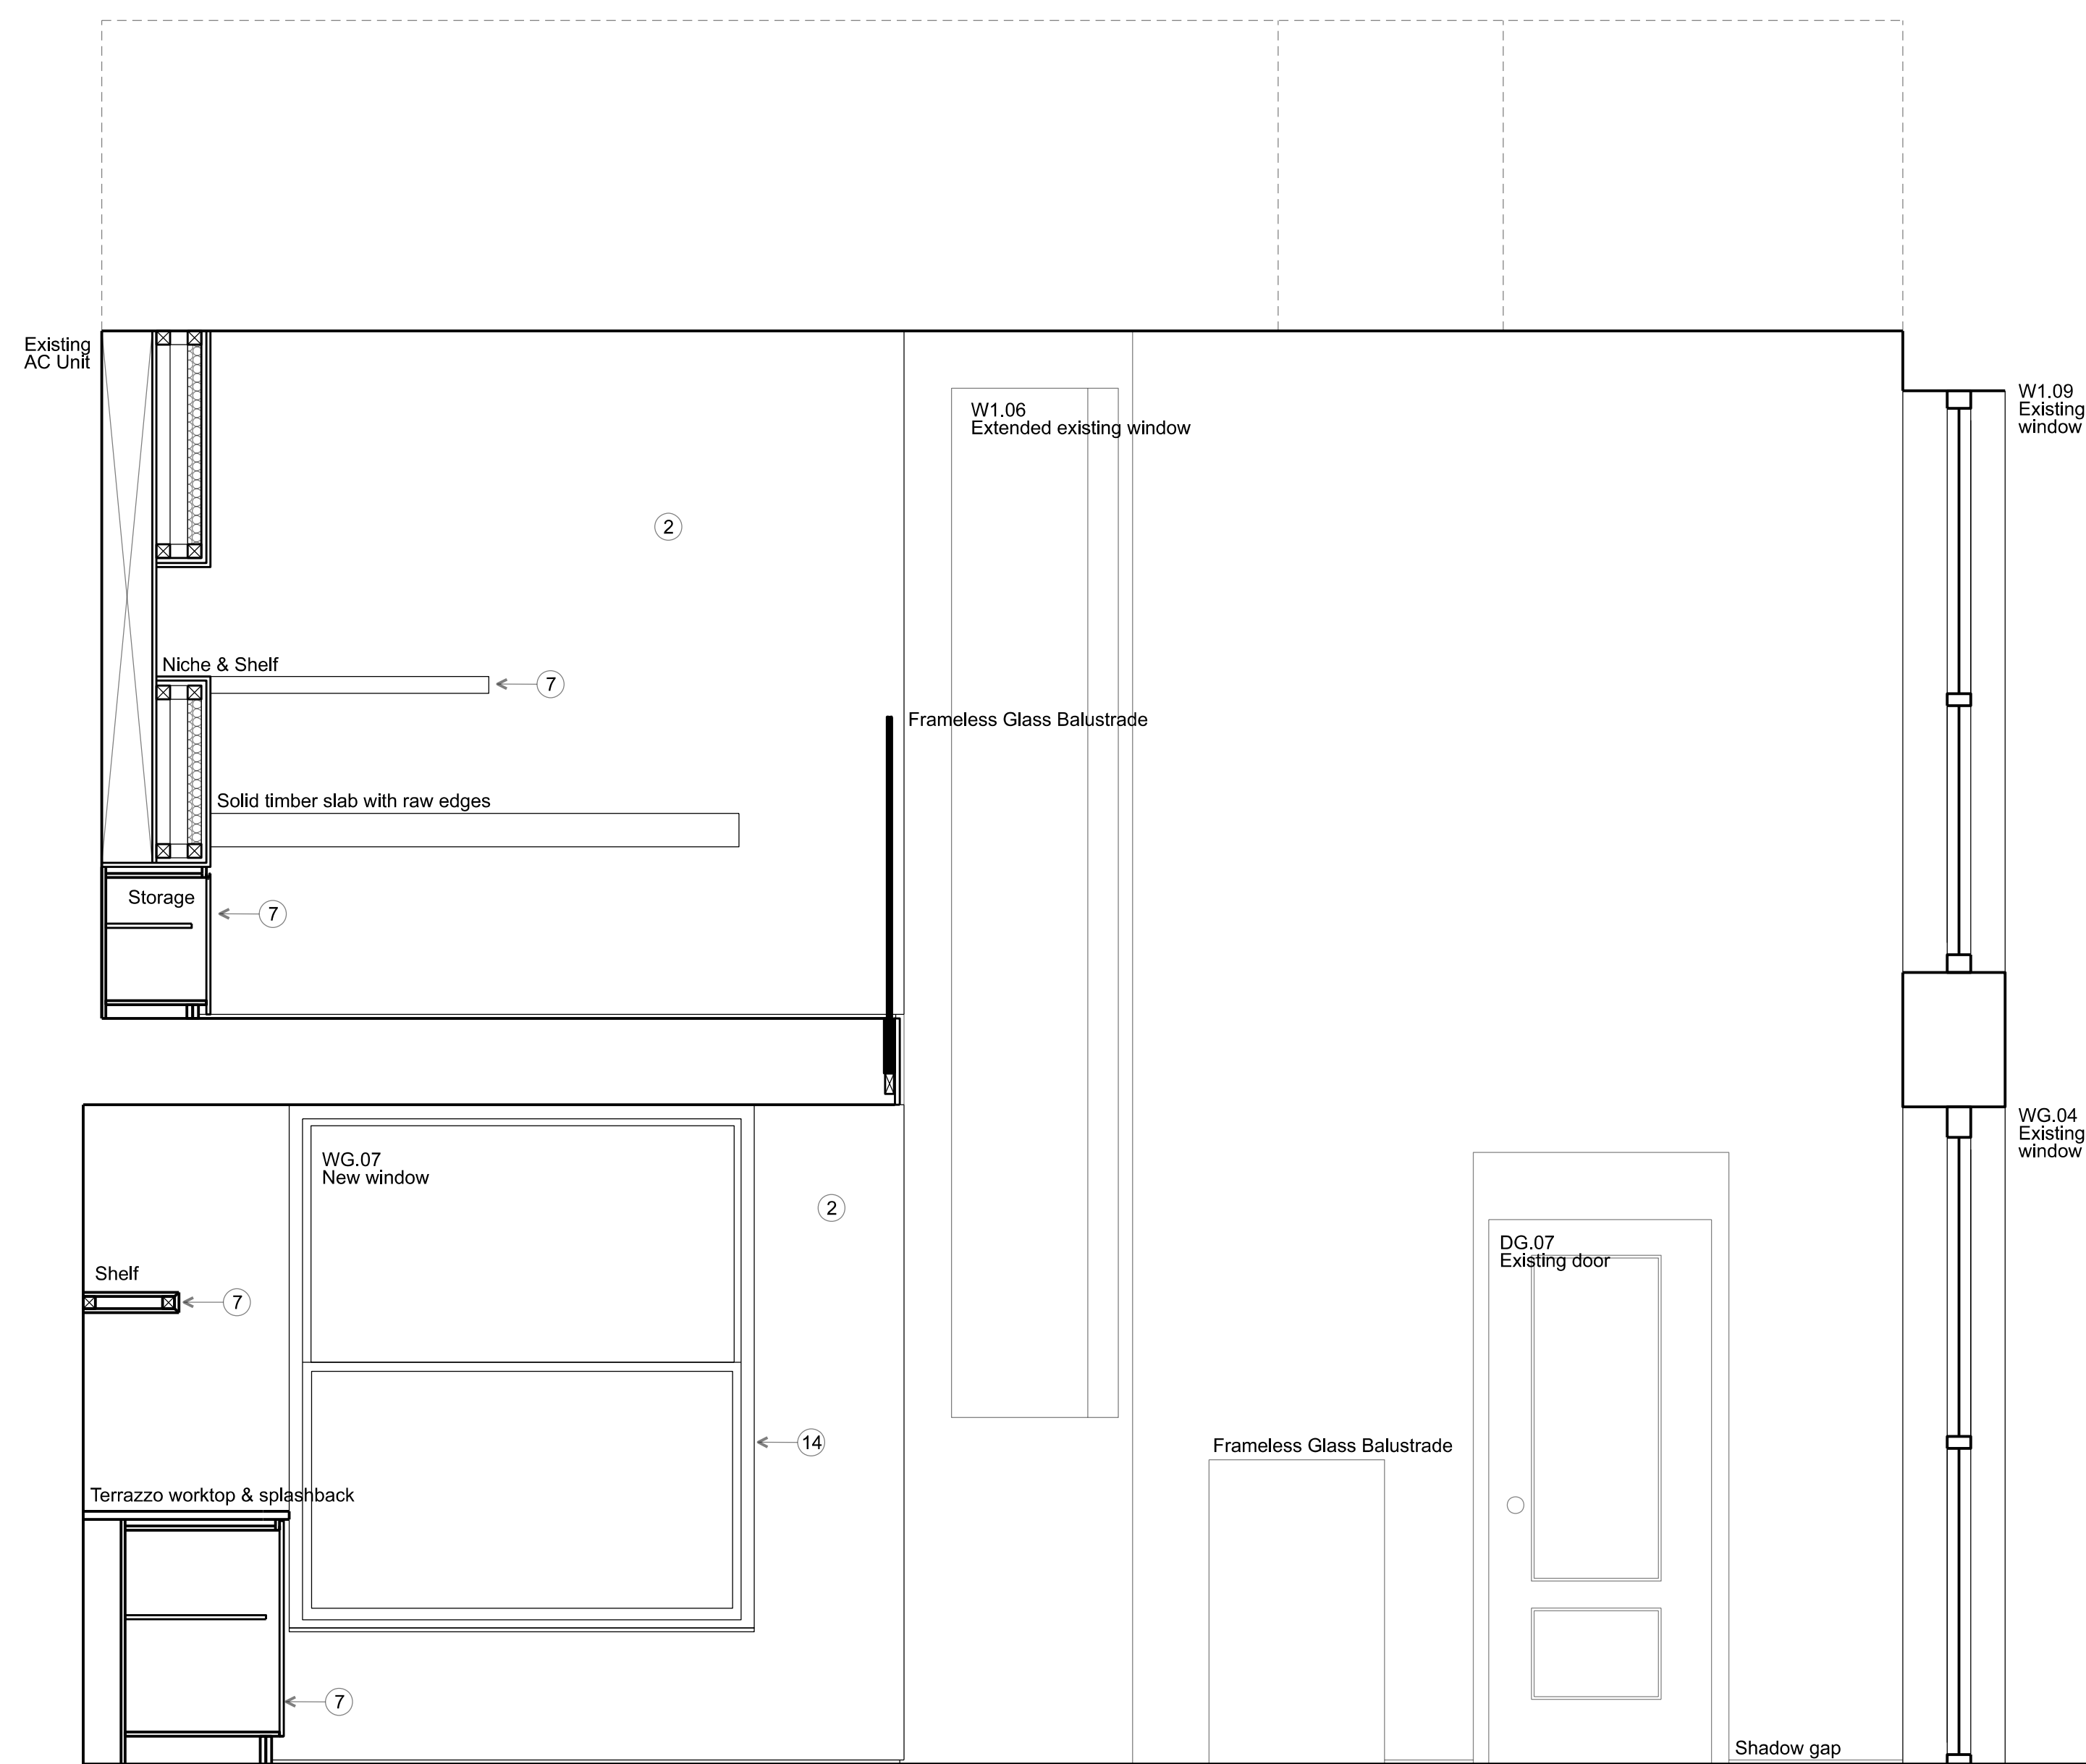 Existing
AC Unit
W1.09
Existing
window
W1.06
Extended existing window
2
Niche & Shelf
7
Frameless Glass Balustrade
Solid timber slab with raw edges
Storage
7
WG.04
Existing
window
WG.07
New window
2
DG.07
Existing door
Shelf
7
14
Frameless Glass Balustrade
Terrazzo worktop & splashback
7
Shadow gap